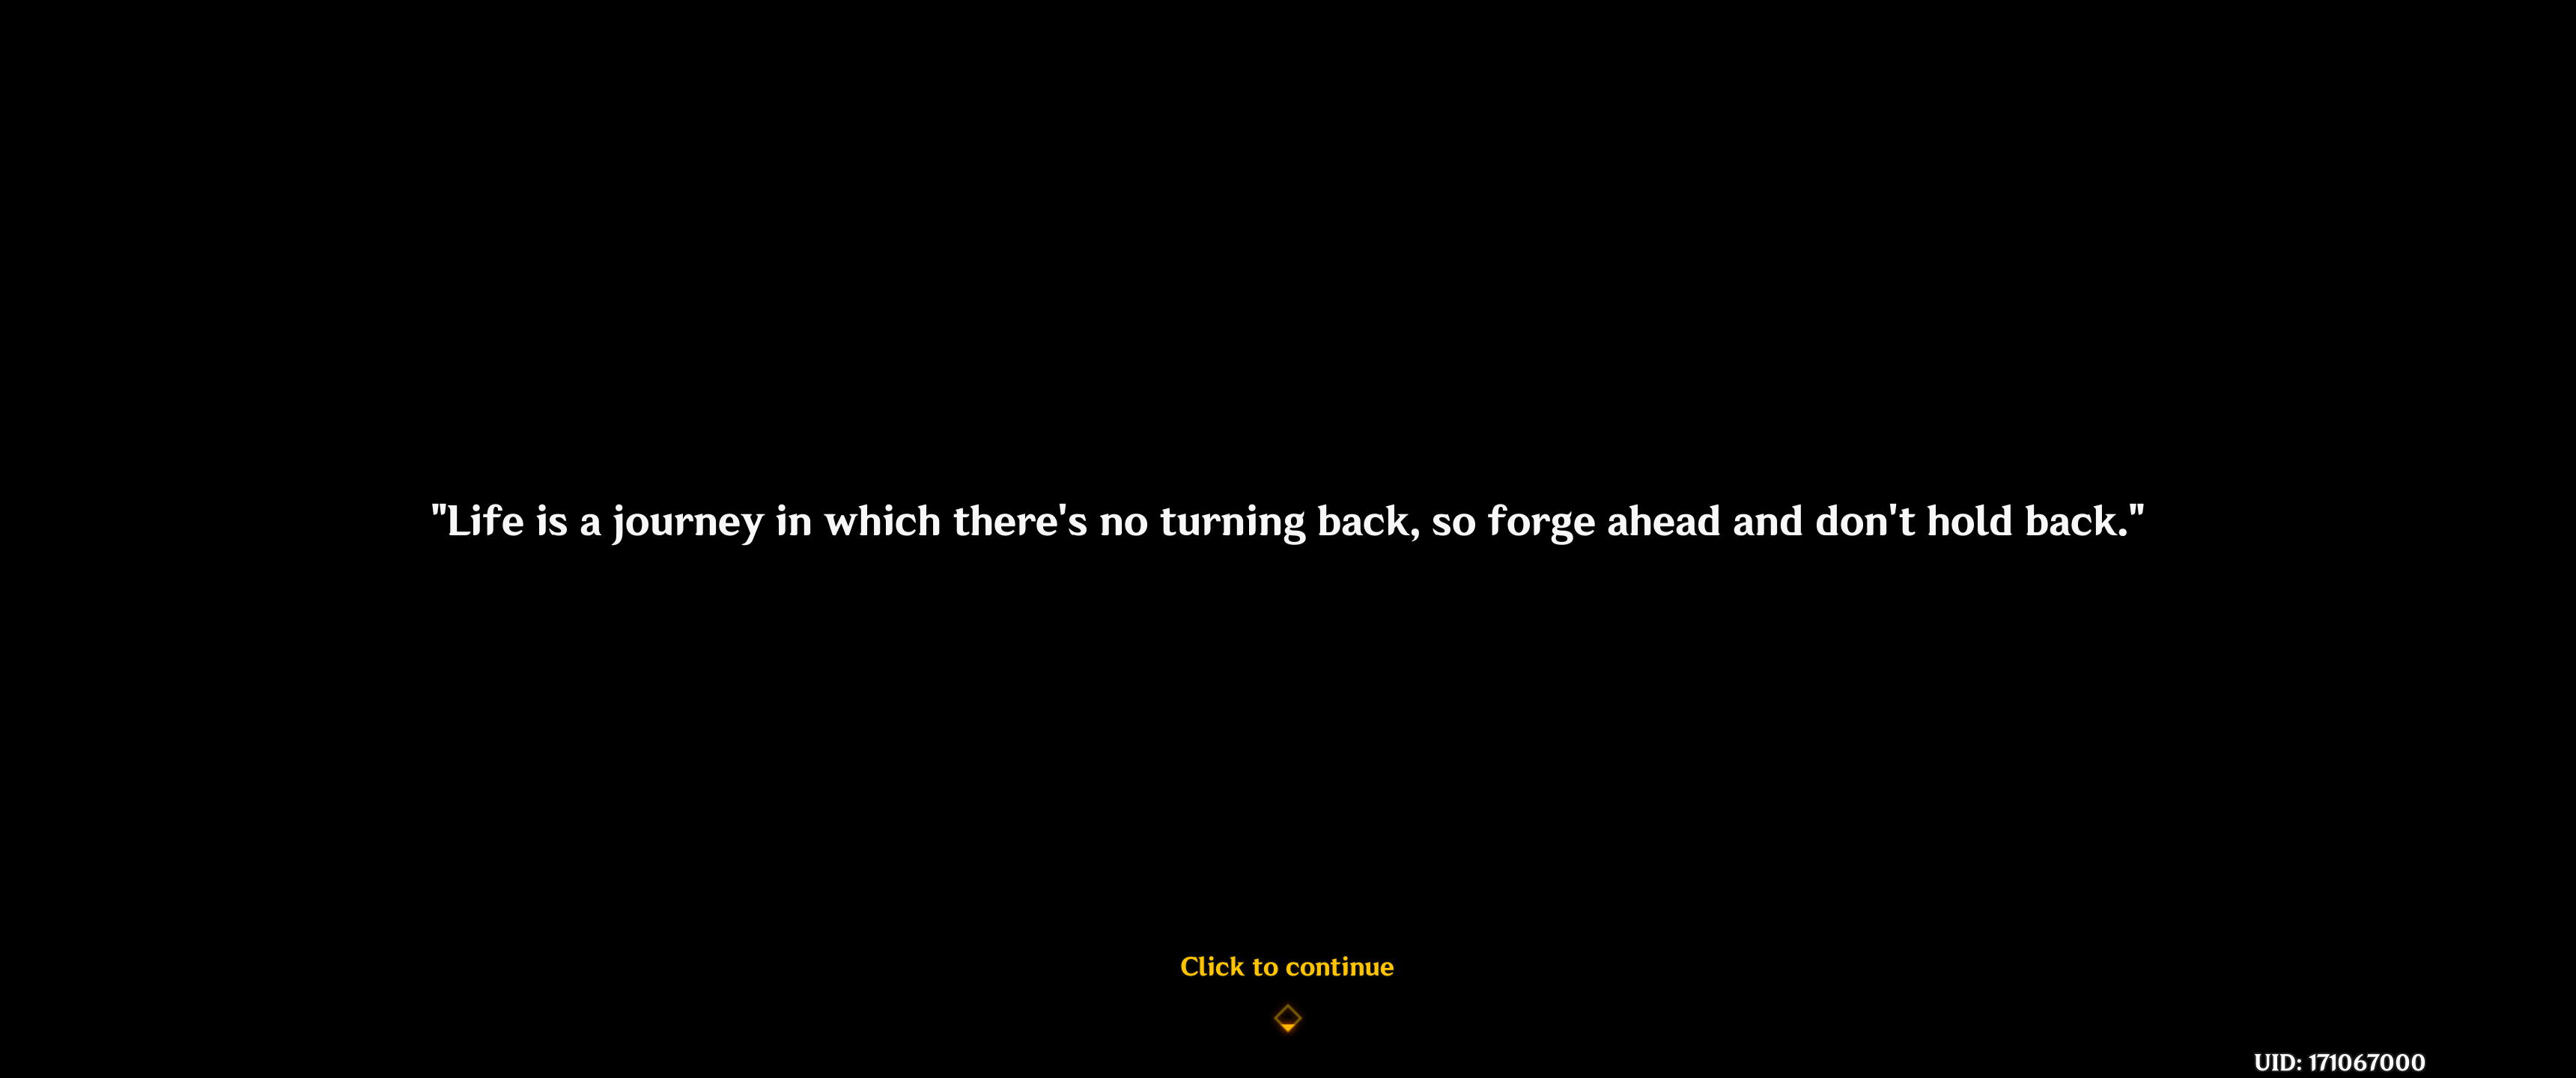 "Life is a journey in which there's no turning back, so forge ahead and don't hold back."
Click to continue
UID: 171067000